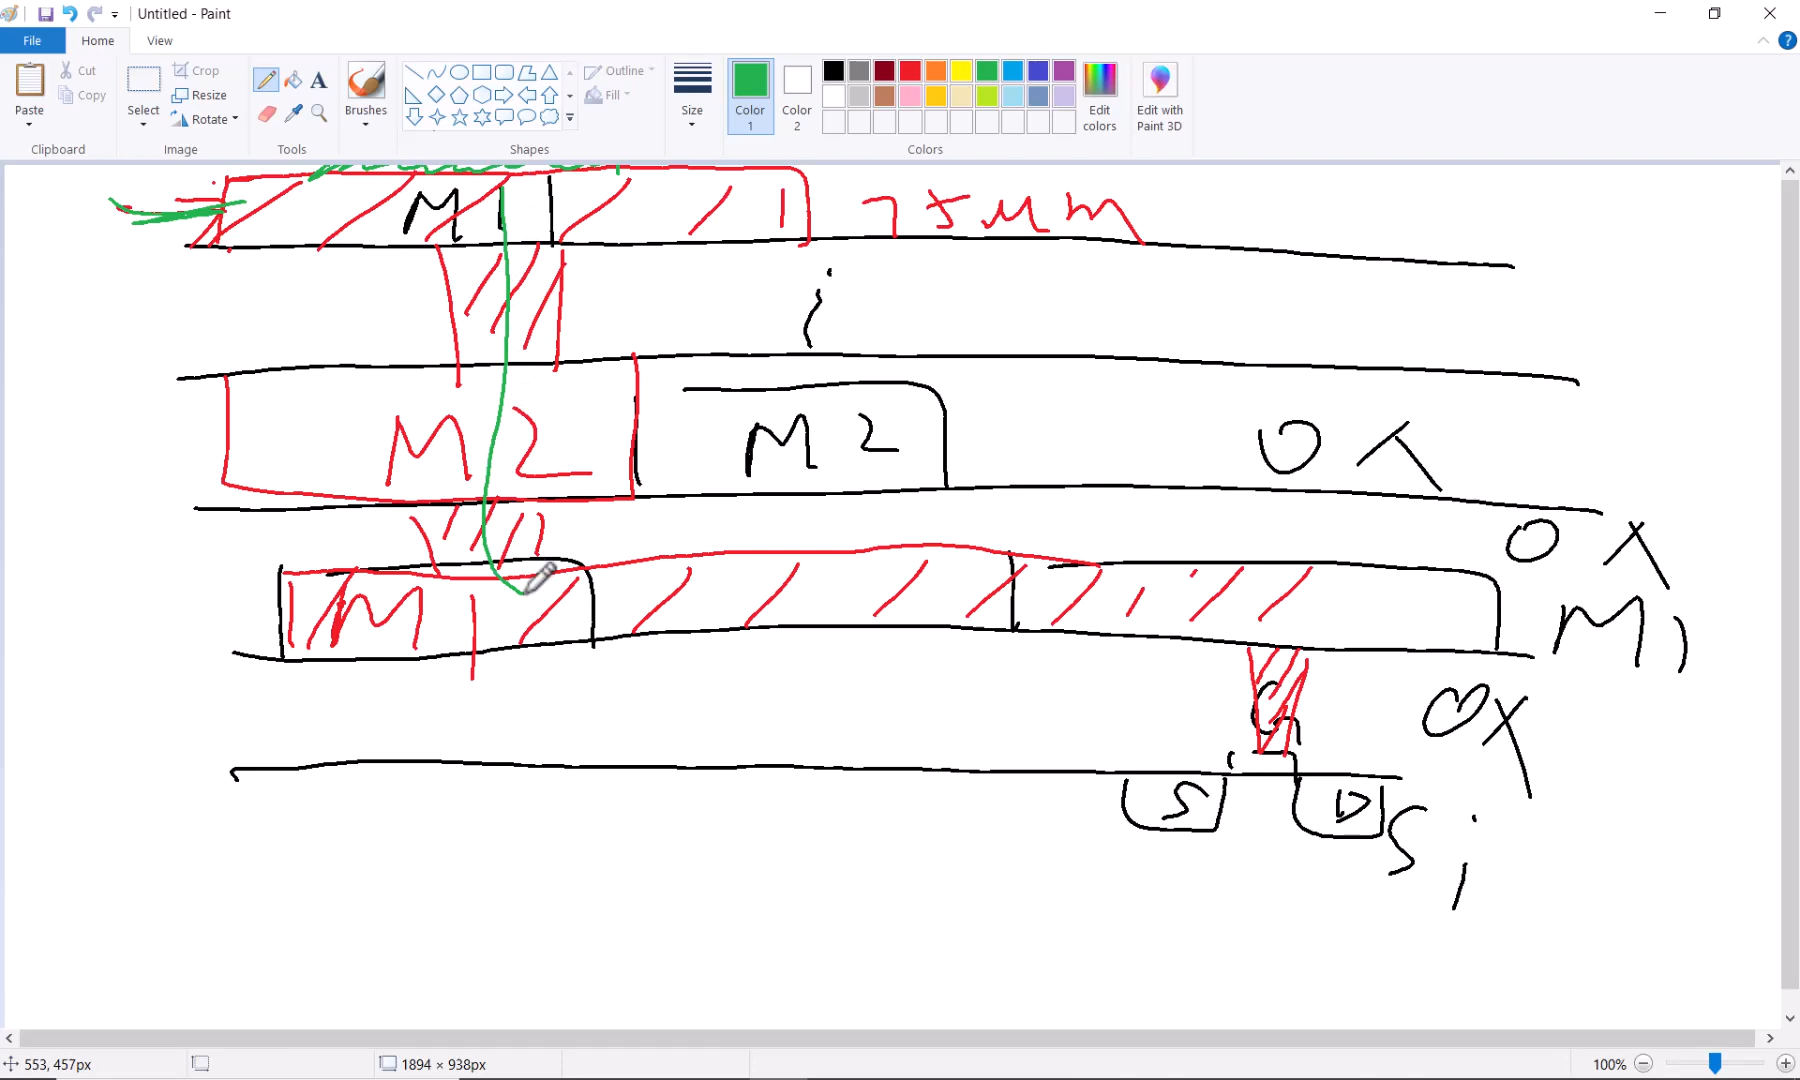 Untitled - Paint
File Home View
Paste
Cut
Copy
Clipboard
Select
Crop
Resize
Rotate
Image
Tools
Brushes
Outline
Fill
Shapes
Size
Color 1
Color 2
Edit colors
Colors
Edit with Paint 3D
M 75 µm
i
M2 M2 OX
OX
M1 M1
G OX
S D Si
553, 457px
1894 × 938px
100%